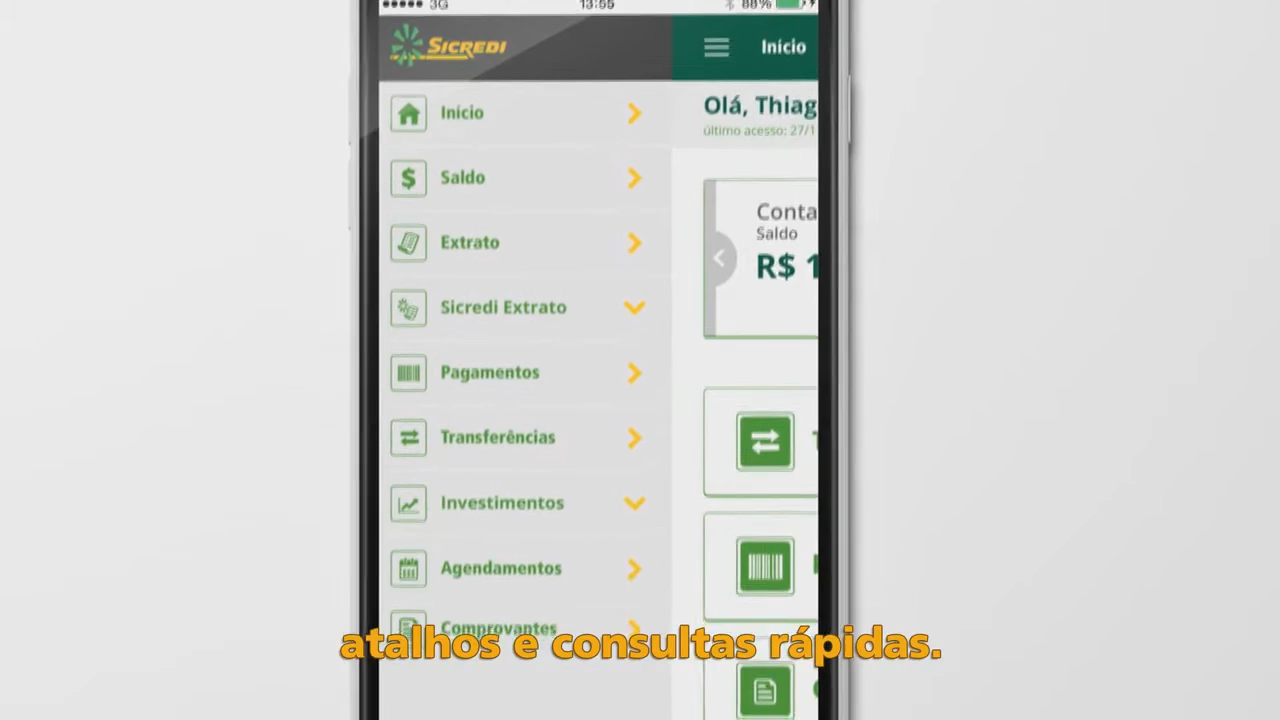 3G 13:55 88%
SICREDI
Início
Olá, Thiag
último acesso: 27/1
Início
Saldo
Extrato
Sicredi Extrato
Pagamentos
Transferências
Investimentos
Agendamentos
Comprovantes
Conta
Saldo
R$ 1
atalhos e consultas rápidas.